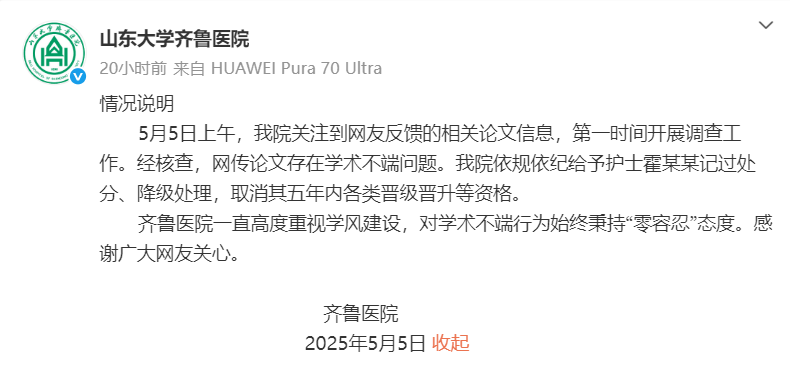 山东大学齐鲁医院
20小时前 来自 HUAWEI Pura 70 Ultra
情况说明
5月5日上午，我院关注到网友反馈的相关论文信息，第一时间开展调查工
作。经核查，网传论文存在学术不端问题。我院依规依纪给予护士霍某某记过处
分、降级处理，取消其五年内各类晋级晋升等资格。
齐鲁医院一直高度重视学风建设，对学术不端行为始终秉持“零容忍”态度。感
谢广大网友关心。
齐鲁医院
2025年5月5日 收起